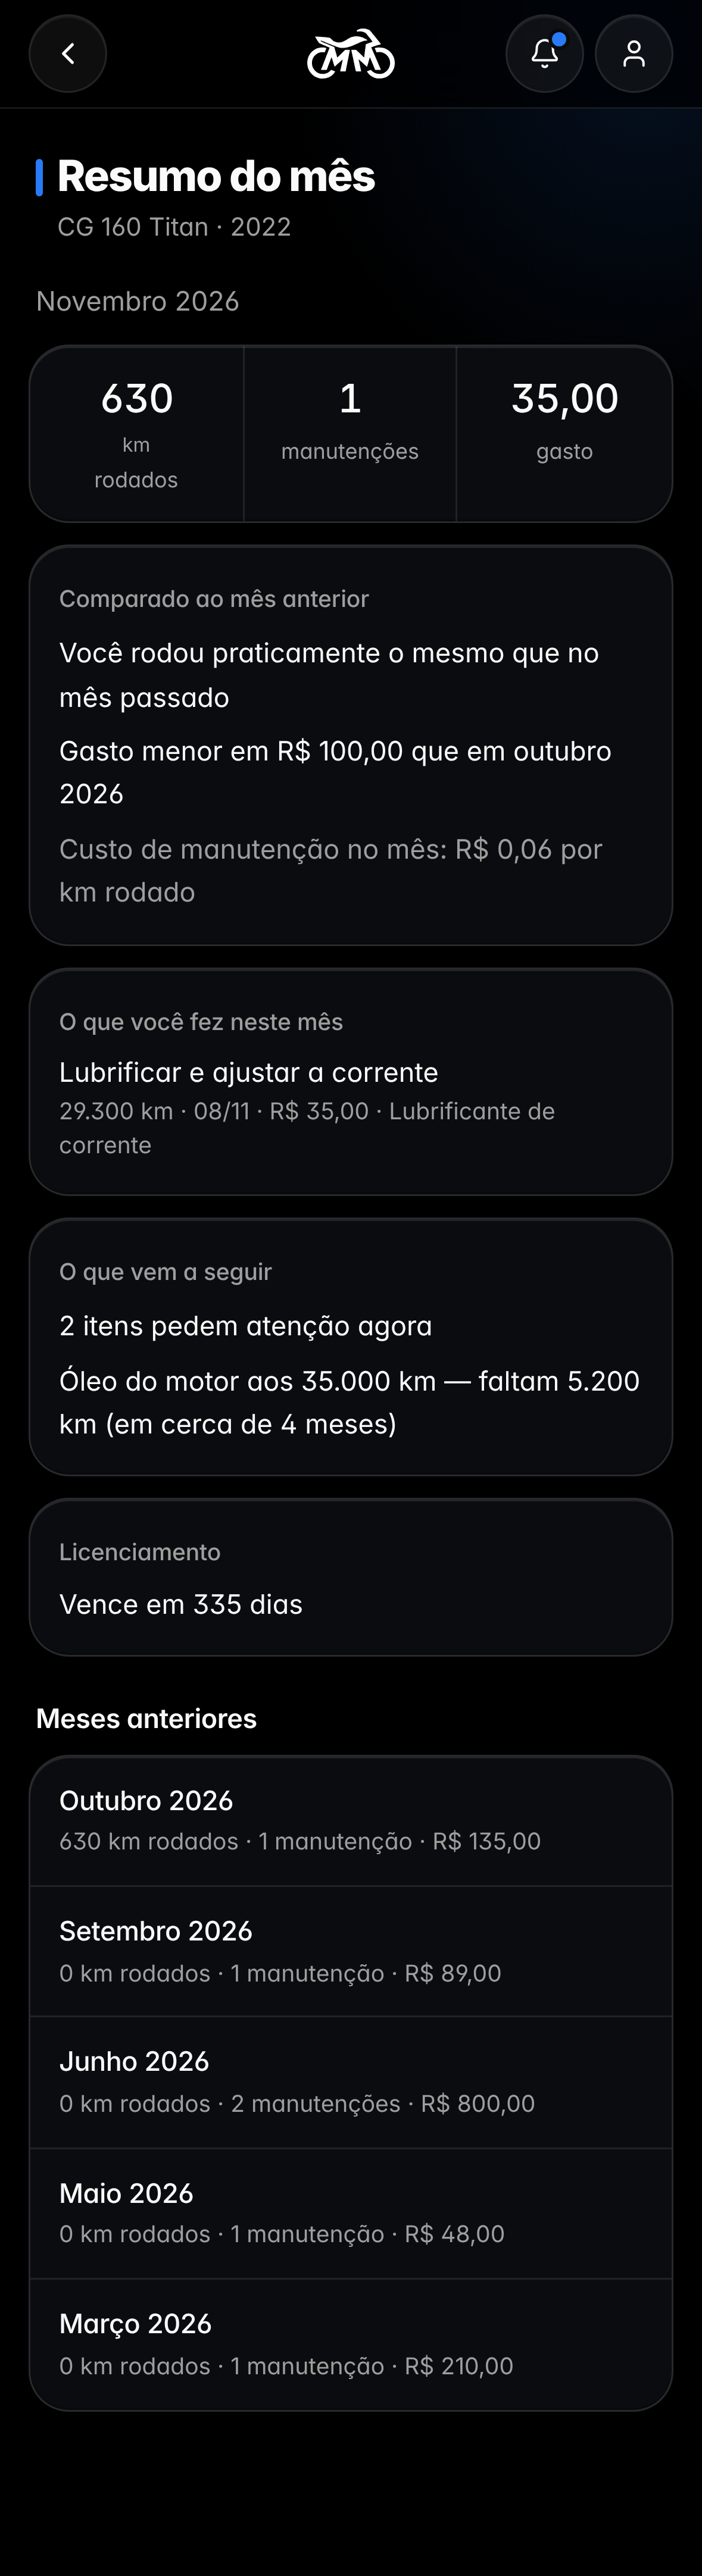 MM
Resumo do mês
CG 160 Titan · 2022
Novembro 2026
630
km
rodados
1
manutenções
35,00
gasto
Comparado ao mês anterior
Você rodou praticamente o mesmo que no
mês passado
Gasto menor em R$ 100,00 que em outubro
2026
Custo de manutenção no mês: R$ 0,06 por
km rodado
O que você fez neste mês
Lubrificar e ajustar a corrente
29.300 km · 08/11 · R$ 35,00 · Lubrificante de
corrente
O que vem a seguir
2 itens pedem atenção agora
Óleo do motor aos 35.000 km — faltam 5.200
km (em cerca de 4 meses)
Licenciamento
Vence em 335 dias
Meses anteriores
Outubro 2026
630 km rodados · 1 manutenção · R$ 135,00
Setembro 2026
0 km rodados · 1 manutenção · R$ 89,00
Junho 2026
0 km rodados · 2 manutenções · R$ 800,00
Maio 2026
0 km rodados · 1 manutenção · R$ 48,00
Março 2026
0 km rodados · 1 manutenção · R$ 210,00